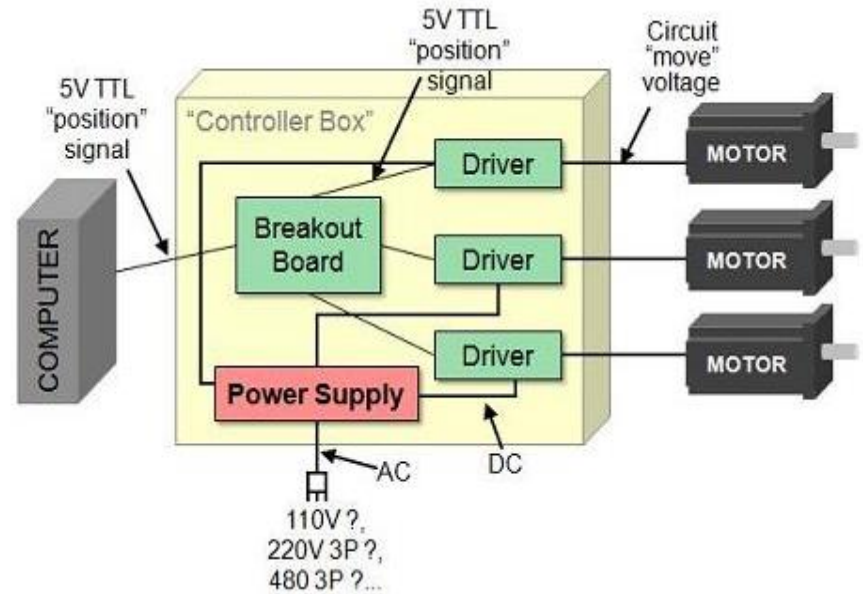 5V TTL
“position”
signal
5V TTL
“position”
signal
Circuit
“move”
voltage
“Controller Box”
COMPUTER
Breakout
Board
Driver
MOTOR
Driver
MOTOR
Driver
MOTOR
Power Supply
AC
DC
110V ?,
220V 3P ?,
480 3P ?...